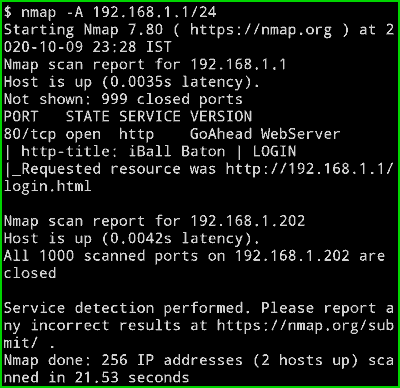 $ nmap -A 192.168.1.1/24
Starting Nmap 7.80 ( https://nmap.org ) at 2
020-10-09 23:28 IST
Nmap scan report for 192.168.1.1
Host is up (0.0035s latency).
Not shown: 999 closed ports
PORT   STATE SERVICE VERSION
80/tcp open  http    GoAhead WebServer
| http-title: iBall Baton | LOGIN
|_Requested resource was http://192.168.1.1/
login.html

Nmap scan report for 192.168.1.202
Host is up (0.0042s latency).
All 1000 scanned ports on 192.168.1.202 are
closed

Service detection performed. Please report a
ny incorrect results at https://nmap.org/sub
mit/ .
Nmap done: 256 IP addresses (2 hosts up) sca
nned in 21.53 seconds